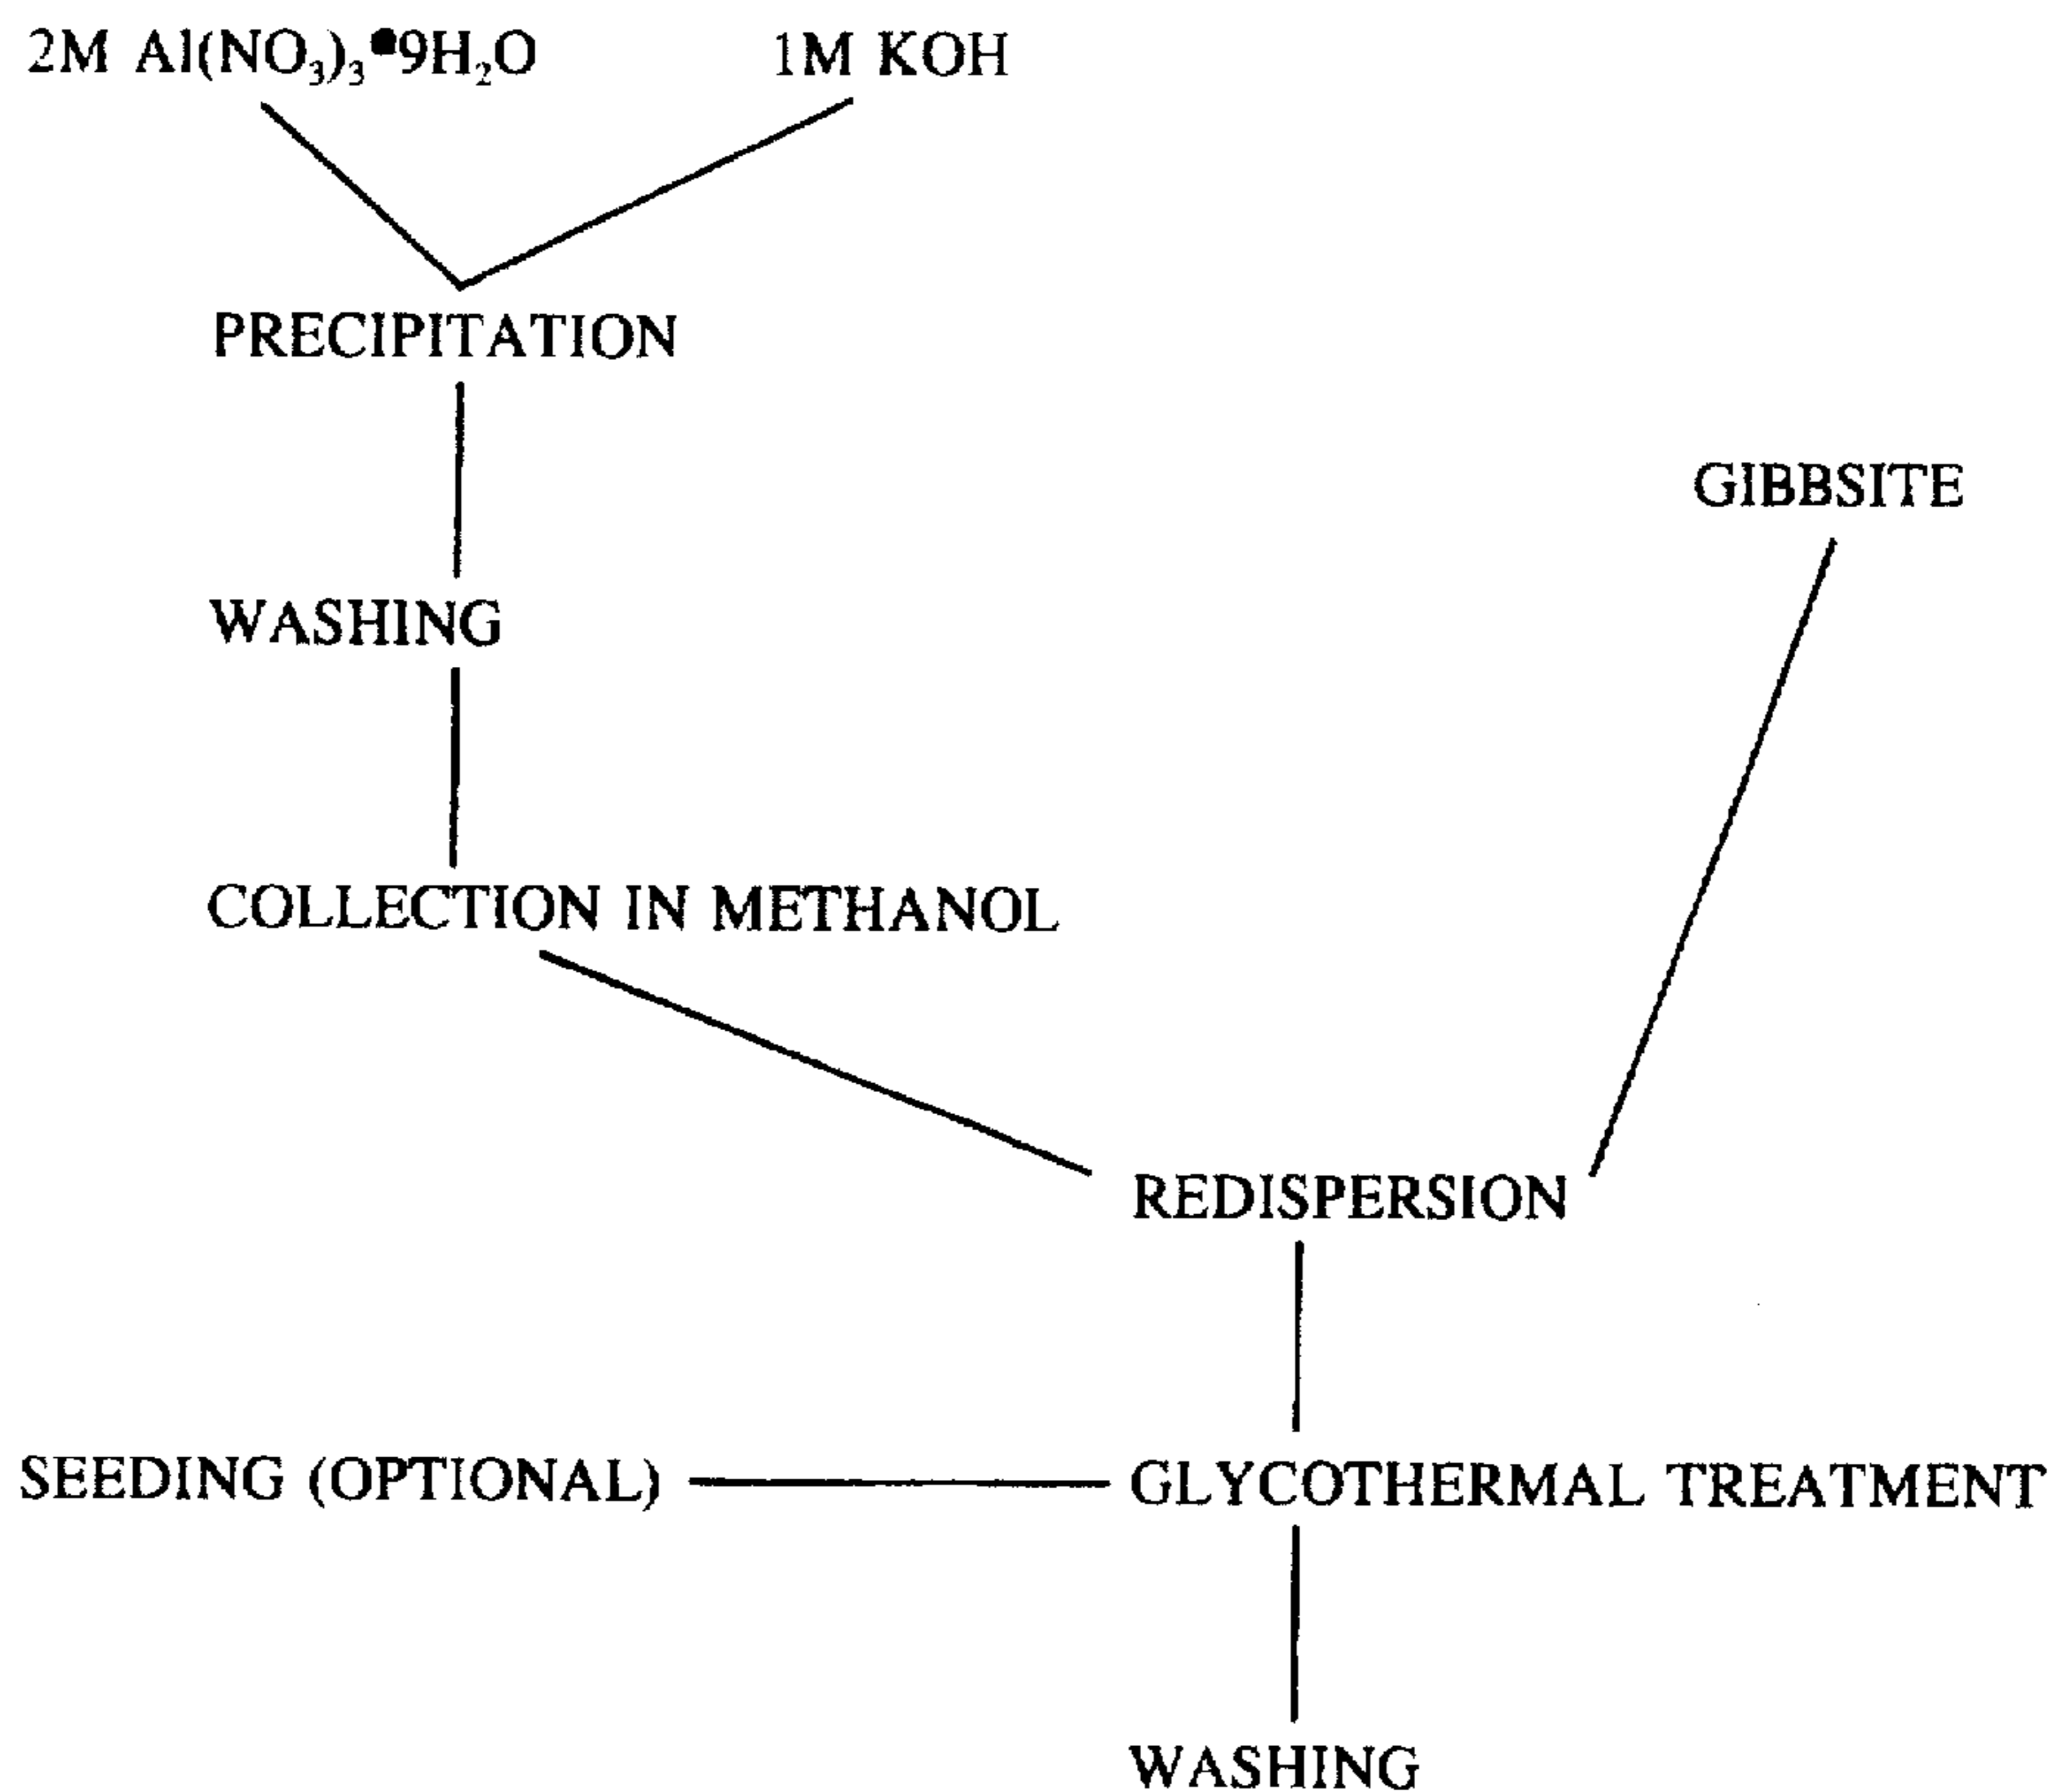 2M Al(NO₃)₃●9H₂O
1M KOH
PRECIPITATION
GIBBSITE
WASHING
COLLECTION IN METHANOL
REDISPERSION
SEEDING (OPTIONAL)
GLYCOTHERMAL TREATMENT
WASHING